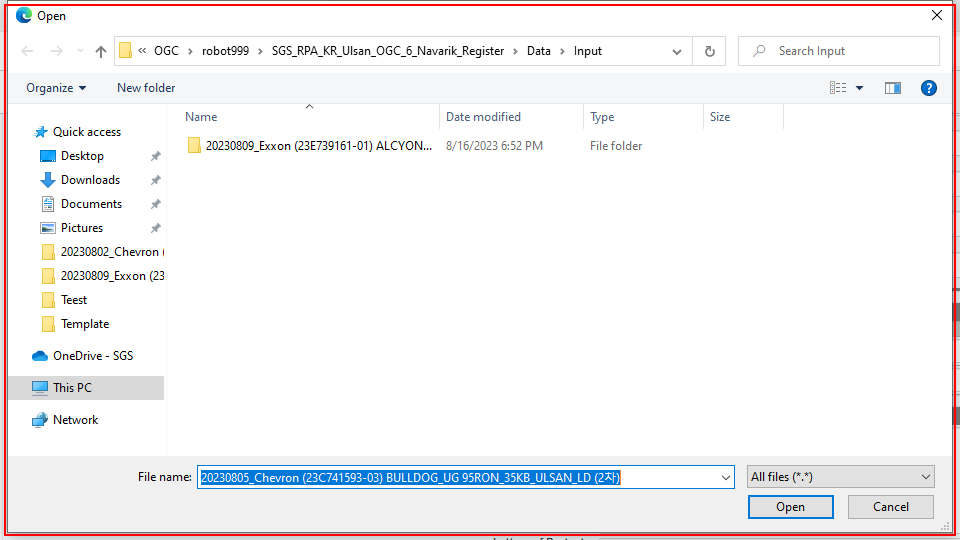 Open
« OGC > robot999 > SGS_RPA_KR_Ulsan_OGC_6_Navarik_Register > Data > Input
Search Input
Organize
New folder
Name
Date modified
Type
Size
Quick access
Desktop
Downloads
Documents
Pictures
20230802_Chevron (
20230809_Exxon (23
Teest
Template
OneDrive - SGS
This PC
Network
20230809_Exxon (23E739161-01) ALCYON...
8/16/2023 6:52 PM
File folder
File name:
20230805_Chevron (23C741593-03) BULLDOG_UG 95RON_35KB_ULSAN_LD (2차)
All files (*.*)
Open
Cancel